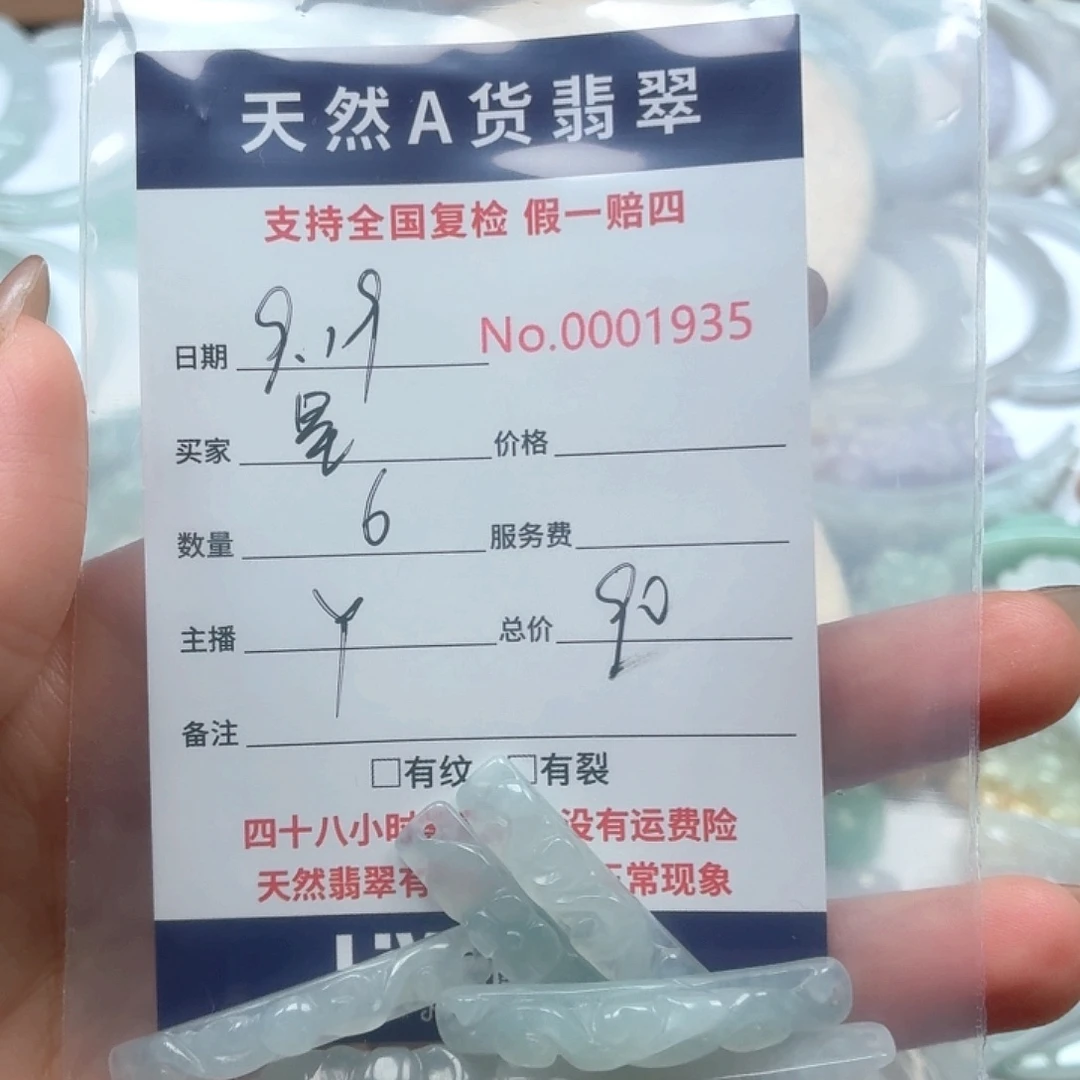 天然A货翡翠
支持全国复检 假一赔四
日期 9.19 No.0001935
买家 星 价格
数量 6 服务费
主播 Y 总价 90
备注
□有纹 □有裂
四十八小时 没有运费险
天然翡翠有 正常现象